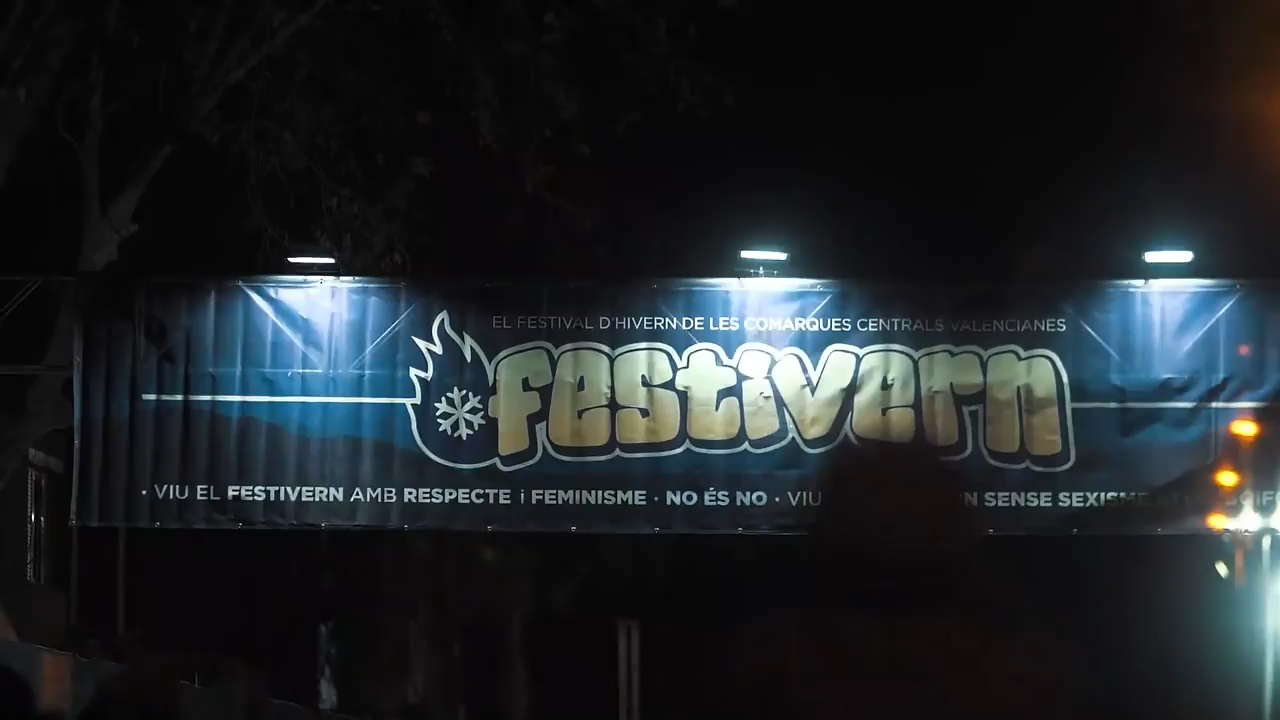 EL FESTIVAL D'HIVERN DE LES COMARQUES CENTRALS VALENCIANES
festivern
· VIU EL FESTIVERN AMB RESPECTE i FEMINISME · NO ÉS NO · VIU N SENSE SEXISME